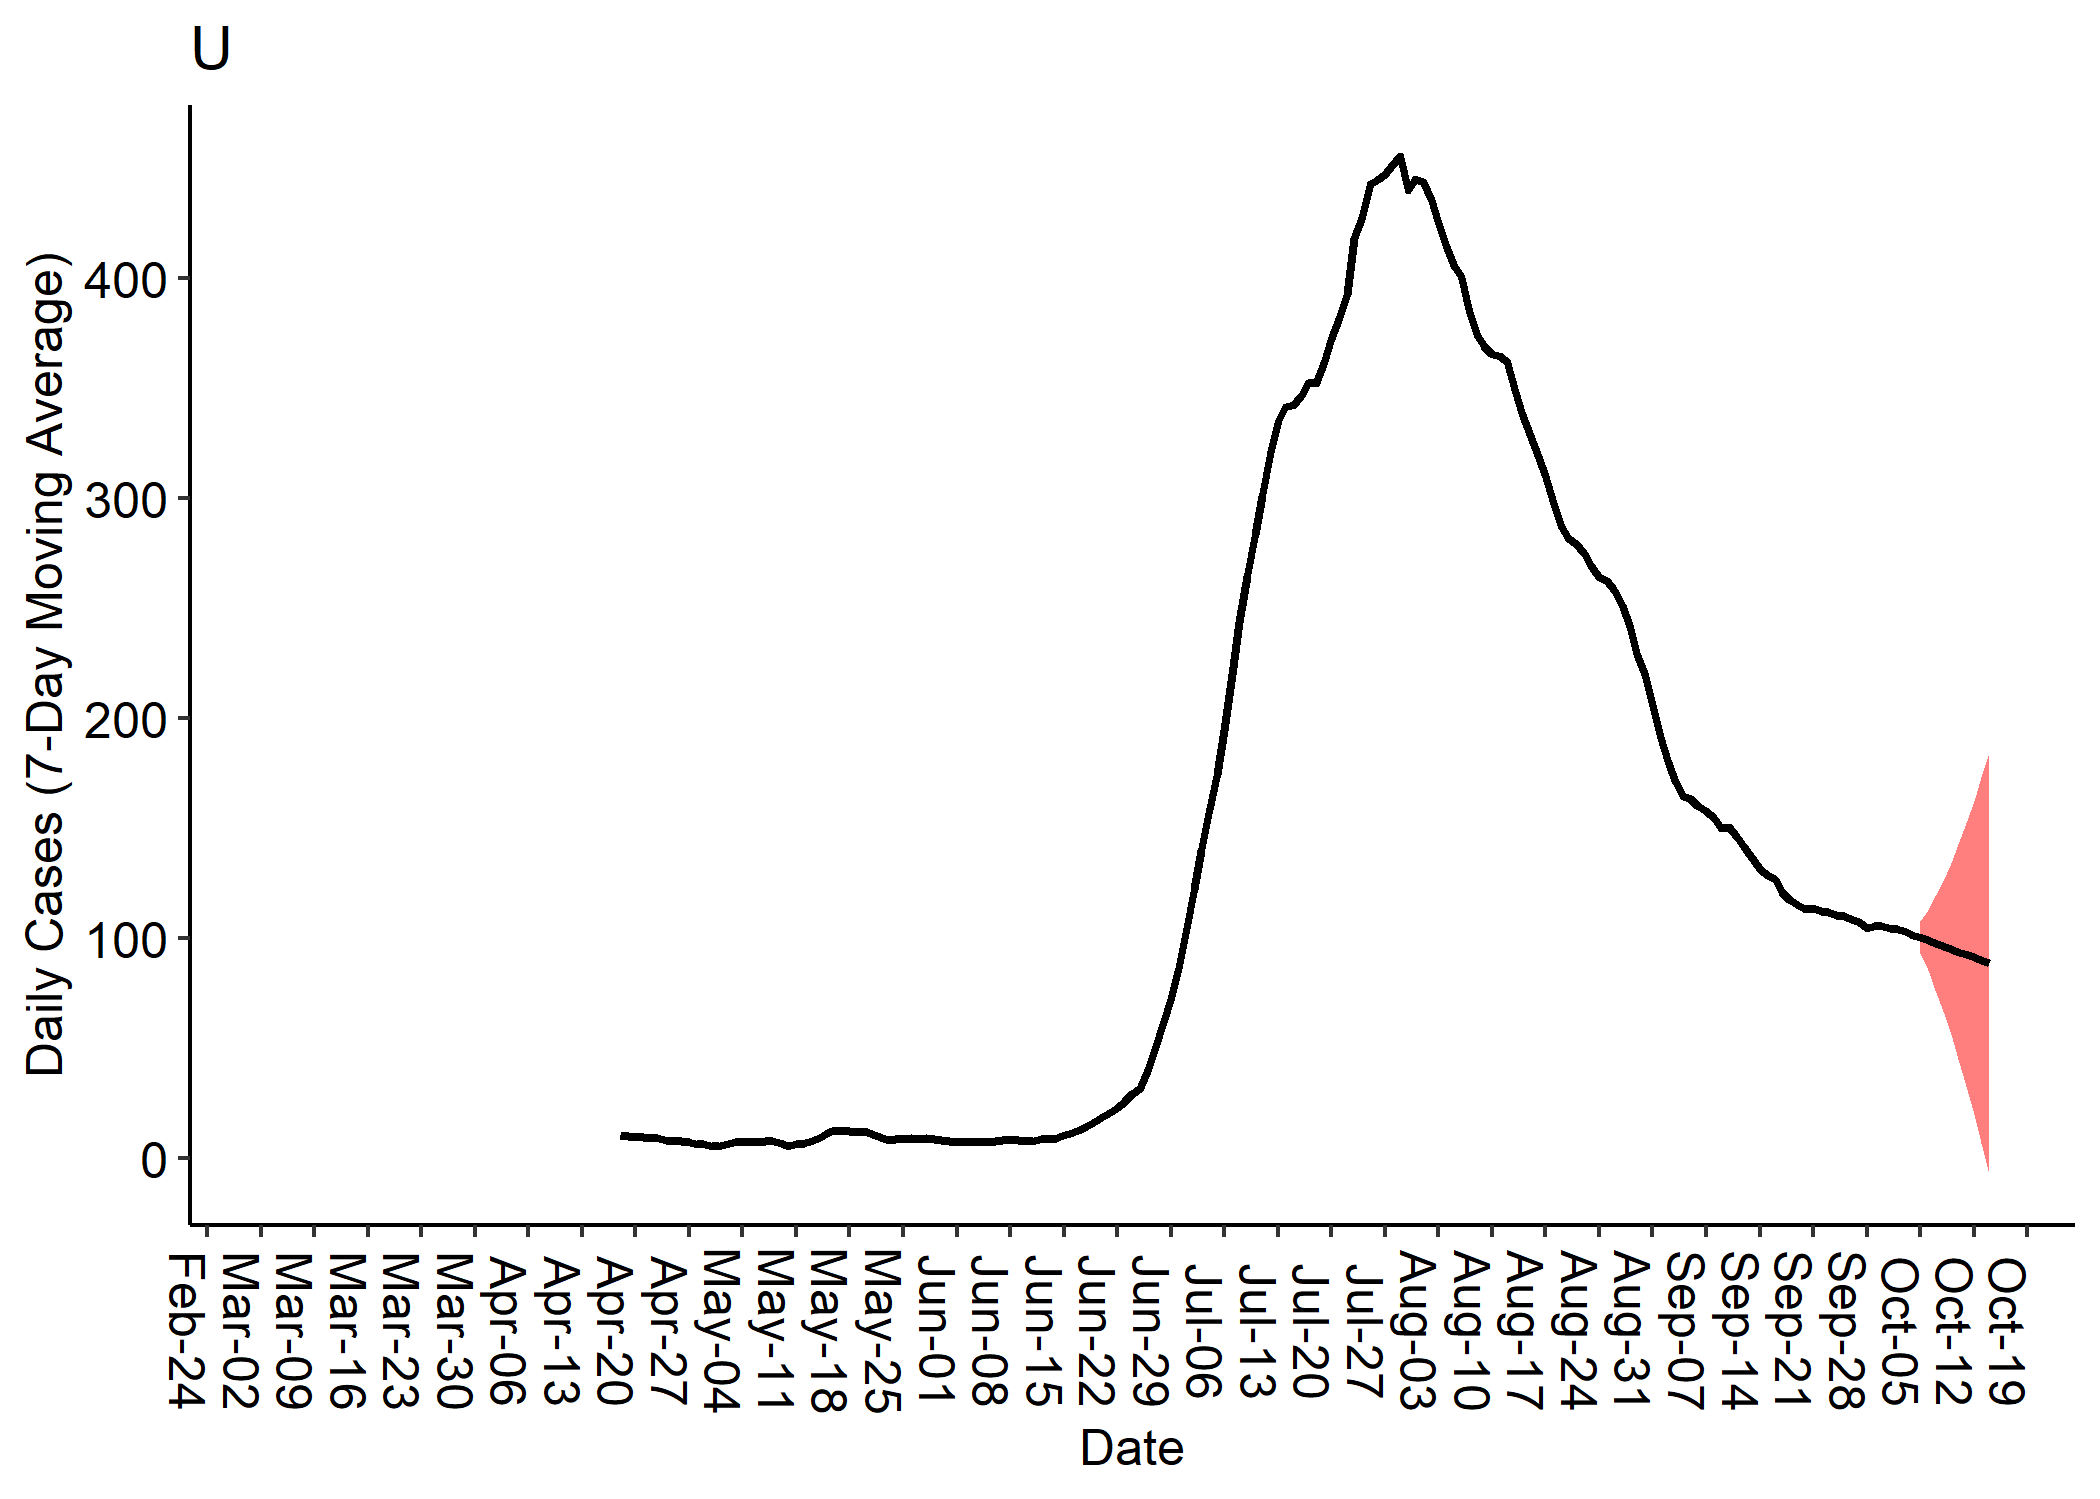 U
Daily Cases (7-Day Moving Average)
400
300
200
100
0
Feb-24
Mar-02
Mar-09
Mar-16
Mar-23
Mar-30
Apr-06
Apr-13
Apr-20
Apr-27
May-04
May-11
May-18
May-25
Jun-01
Jun-08
Jun-15
Jun-22
Jun-29
Jul-06
Jul-13
Jul-20
Jul-27
Aug-03
Aug-10
Aug-17
Aug-24
Aug-31
Sep-07
Sep-14
Sep-21
Sep-28
Oct-05
Oct-12
Oct-19
Date